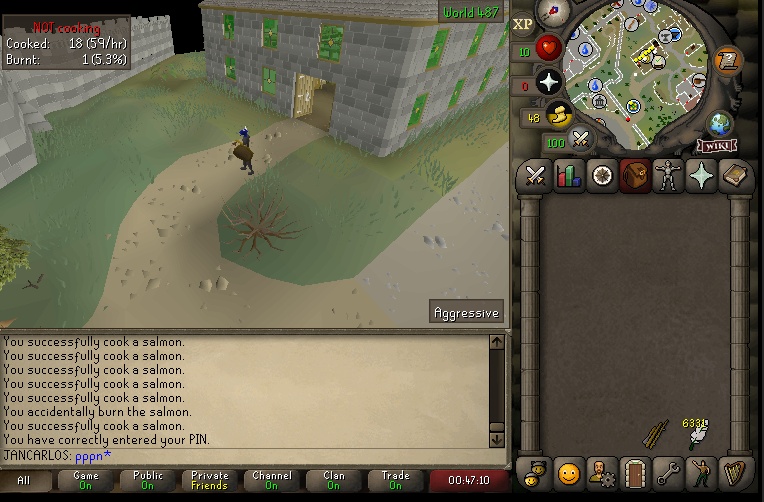 NOT cooking
World 487
Cooked: 18 (59/hr)
Burnt: 1 (5.3%)
XP
10
0
48
100
WIKI
Aggressive
You successfully cook a salmon.
You successfully cook a salmon.
You successfully cook a salmon.
You successfully cook a salmon.
You successfully cook a salmon.
You accidentally burn the salmon.
You successfully cook a salmon.
You have correctly entered your PIN.
JANCARLOS: pppn*
6331
All
Game On
Public On
Private Friends
Channel On
Clan On
Trade On
00:47:10